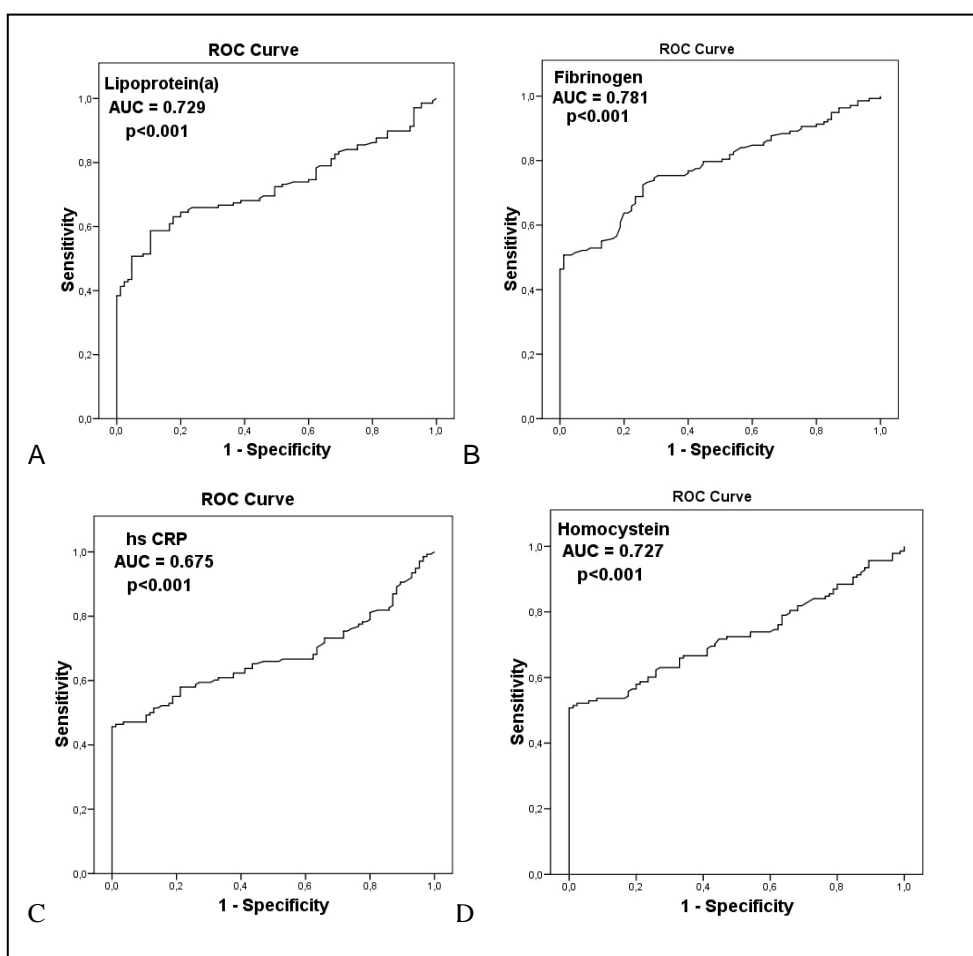 ROC Curve
Lipoprotein(a)
AUC = 0.729
p<0.001
1,0
0,8
0,6
0,4
0,2
0,0
Sensitivity
0,0 0,2 0,4 0,6 0,8 1,0
1 - Specificity
A
ROC Curve
Fibrinogen
AUC = 0.781
p<0.001
1,0
0,8
0,6
0,4
0,2
0,0
Sensitivity
0,0 0,2 0,4 0,6 0,8 1,0
1 - Specificity
B
ROC Curve
hs CRP
AUC = 0.675
p<0.001
1,0
0,8
0,6
0,4
0,2
0,0
Sensitivity
0,0 0,2 0,4 0,6 0,8 1,0
1 - Specificity
C
ROC Curve
Homocystein
AUC = 0.727
p<0.001
1,0
0,8
0,6
0,4
0,2
0,0
Sensitivity
0,0 0,2 0,4 0,6 0,8 1,0
1 - Specificity
D